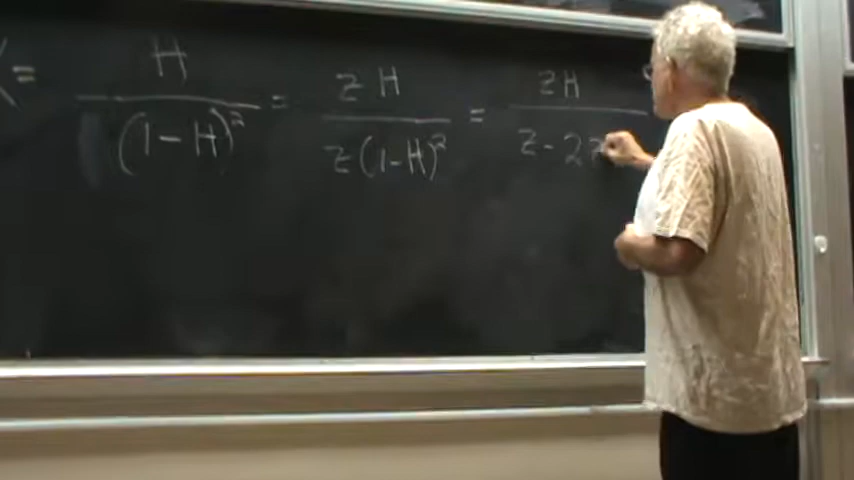 = H / (1-H)² = zH / z(1-H)² = zH / z-2z